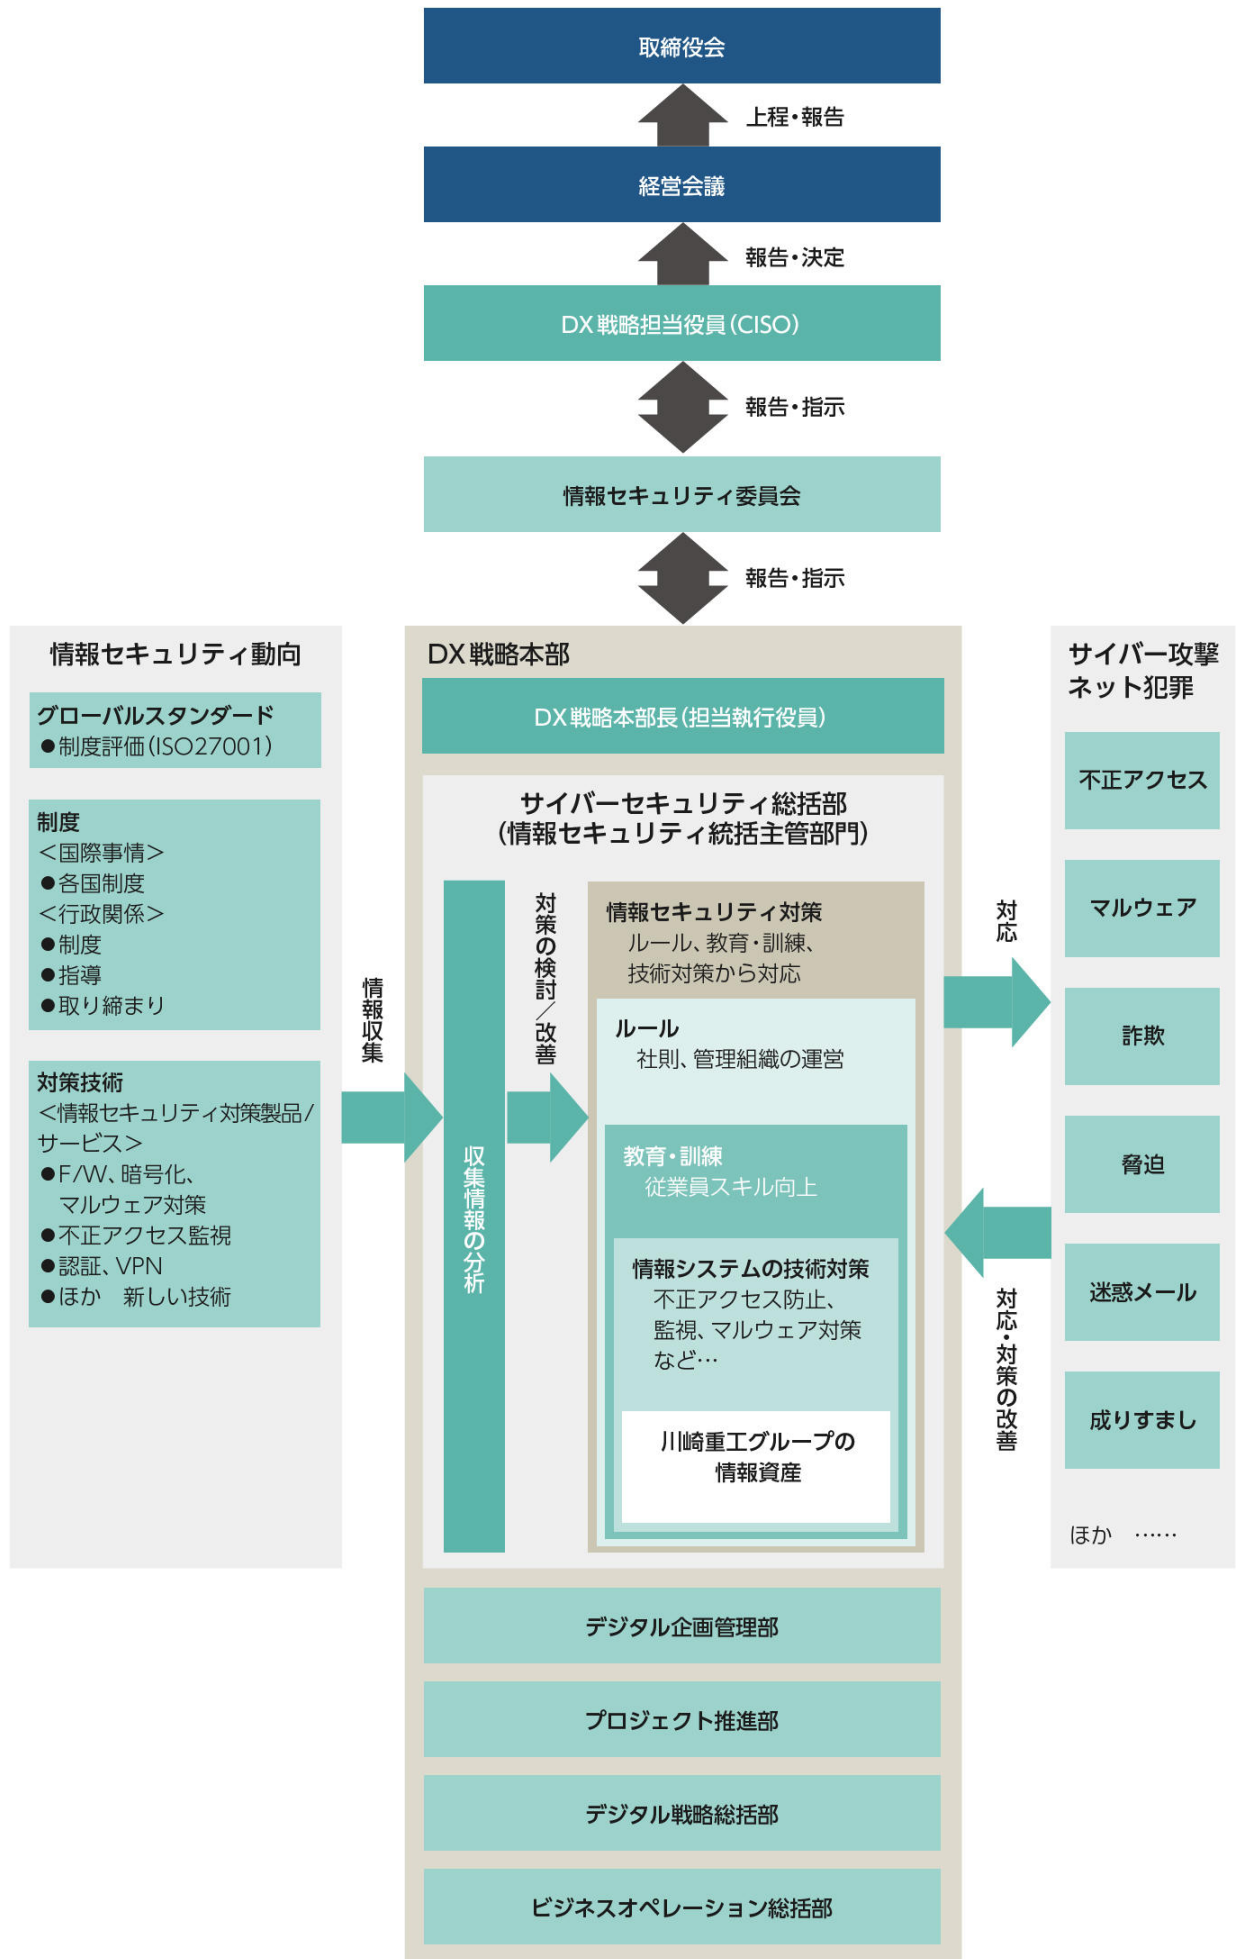 取締役会
上程・報告
経営会議
報告・決定
DX戦略担当役員(CISO)
報告・指示
情報セキュリティ委員会
報告・指示
情報セキュリティ動向
グローバルスタンダード
●制度評価(ISO27001)
制度
<国際事情>
●各国制度
<行政関係>
●制度
●指導
●取り締まり
対策技術
<情報セキュリティ対策製品/
サービス>
●F/W、暗号化、
マルウェア対策
●不正アクセス監視
●認証、VPN
●ほか　新しい技術
情報収集
DX戦略本部
DX戦略本部長(担当執行役員)
サイバーセキュリティ総括部
(情報セキュリティ統括主管部門)
収集情報の分析
対策の検討／改善
情報セキュリティ対策
ルール、教育・訓練、
技術対策から対応
ルール
社則、管理組織の運営
教育・訓練
従業員スキル向上
情報システムの技術対策
不正アクセス防止、
監視、マルウェア対策
など…
川崎重工グループの
情報資産
デジタル企画管理部
プロジェクト推進部
デジタル戦略総括部
ビジネスオペレーション総括部
対応
対応・対策の改善
サイバー攻撃
ネット犯罪
不正アクセス
マルウェア
詐欺
脅迫
迷惑メール
成りすまし
ほか　……